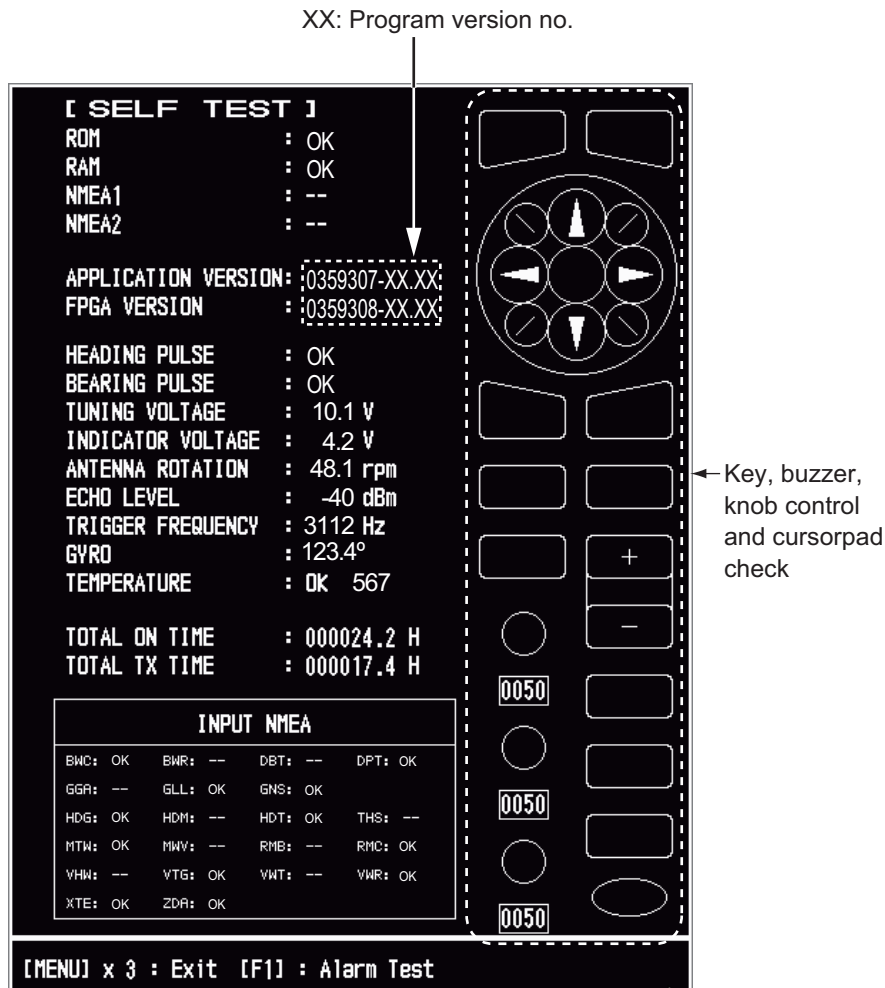 XX: Program version no.
[ SELF TEST ]
ROM : OK
RAM : OK
NMEA1 : --
NMEA2 : --
APPLICATION VERSION: 0359307-XX.XX
FPGA VERSION : 0359308-XX.XX
HEADING PULSE : OK
BEARING PULSE : OK
TUNING VOLTAGE : 10.1 V
INDICATOR VOLTAGE : 4.2 V
ANTENNA ROTATION : 48.1 rpm
ECHO LEVEL : -40 dBm
TRIGGER FREQUENCY : 3112 Hz
GYRO : 123.4º
TEMPERATURE : OK 567
TOTAL ON TIME : 000024.2 H
TOTAL TX TIME : 000017.4 H
INPUT NMEA
BWC: OK BWR: -- DBT: -- DPT: OK
GGA: -- GLL: OK GNS: OK
HDG: OK HDM: -- HDT: OK THS: --
MTW: OK MWV: -- RMB: -- RMC: OK
VHW: -- VTG: OK VWT: -- VWR: OK
XTE: OK ZDA: OK
+
−
0050
0050
0050
Key, buzzer,
knob control
and cursorpad
check
[MENU] x 3 : Exit [F1] : Alarm Test